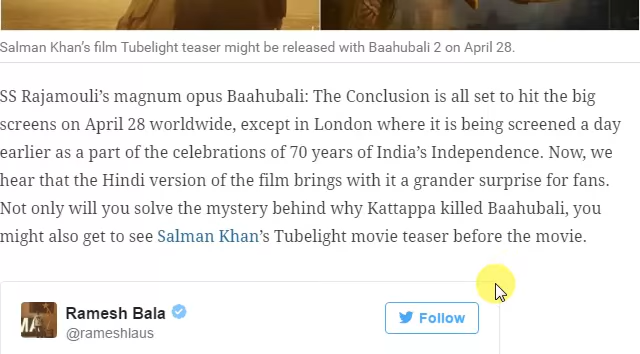 Salman Khan's film Tubelight teaser might be released with Baahubali 2 on April 28.
SS Rajamouli's magnum opus Baahubali: The Conclusion is all set to hit the big
screens on April 28 worldwide, except in London where it is being screened a day
earlier as a part of the celebrations of 70 years of India's Independence. Now, we
hear that the Hindi version of the film brings with it a grander surprise for fans.
Not only will you solve the mystery behind why Kattappa killed Baahubali, you
might also get to see Salman Khan's Tubelight movie teaser before the movie.
Ramesh Bala
Follow
@rameshlaus